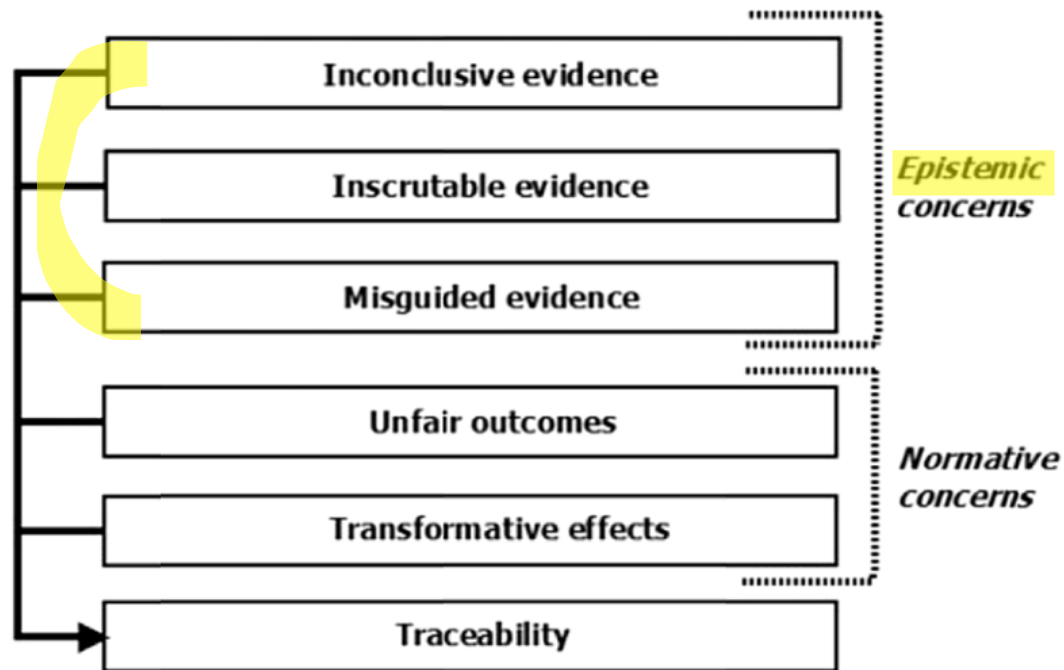 Inconclusive evidence
Inscrutable evidence
Epistemic
concerns
Misguided evidence
Unfair outcomes
Normative
concerns
Transformative effects
Traceability